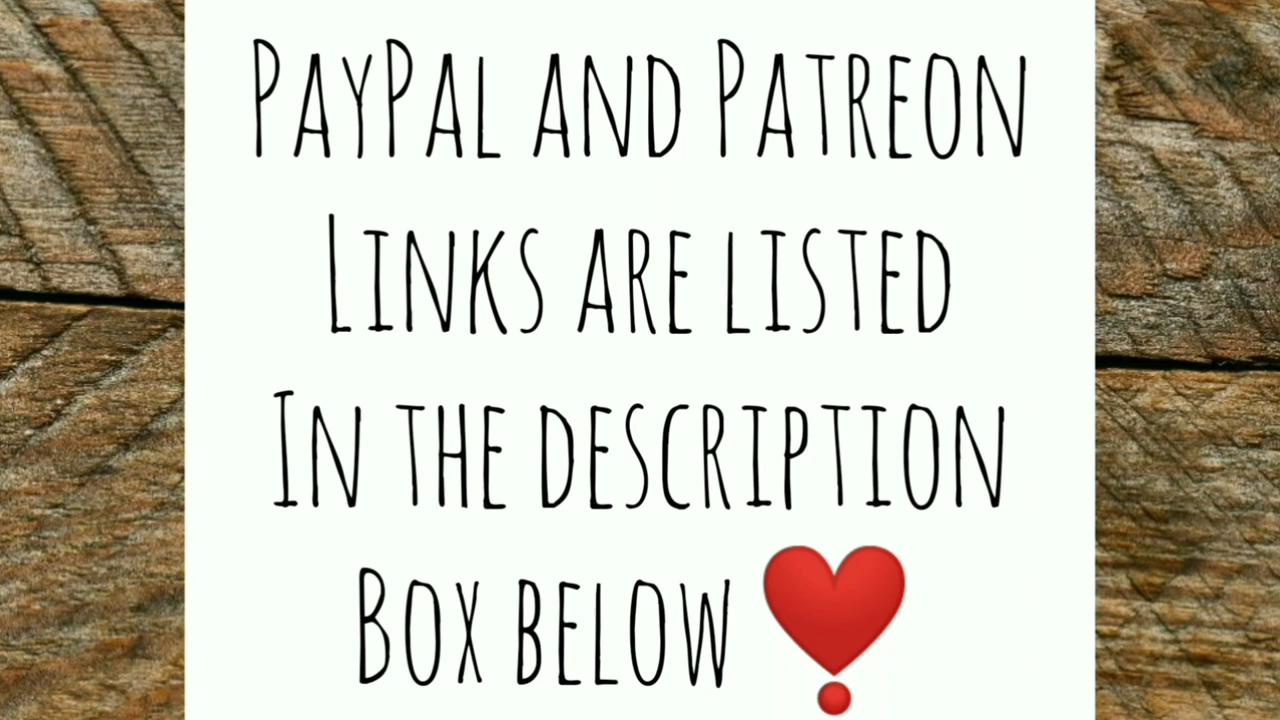 PayPal and Patreon
Links are listed
In the description
Box below ❣